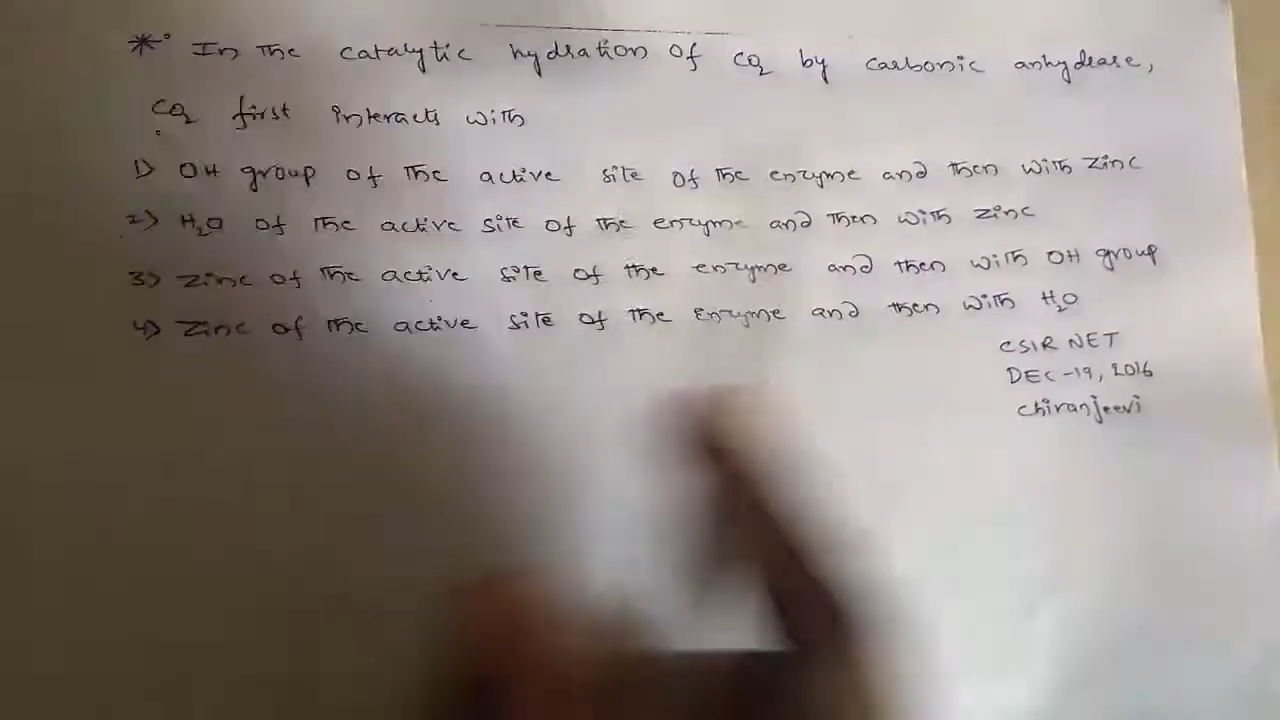 *° In The catalytic hydration of CO2 by carbonic anhydrase,
CO2 first interacts with
1) OH group of The active site of The enzyme and then with zinc
2) H2O of The active site of The enzyme and Then with zinc
3) zinc of The active site of the enzyme and then with OH group
4) zinc of The active site of the Enzyme and then with H2O
CSIR NET
DEC -19, 2016
chiranjeevi